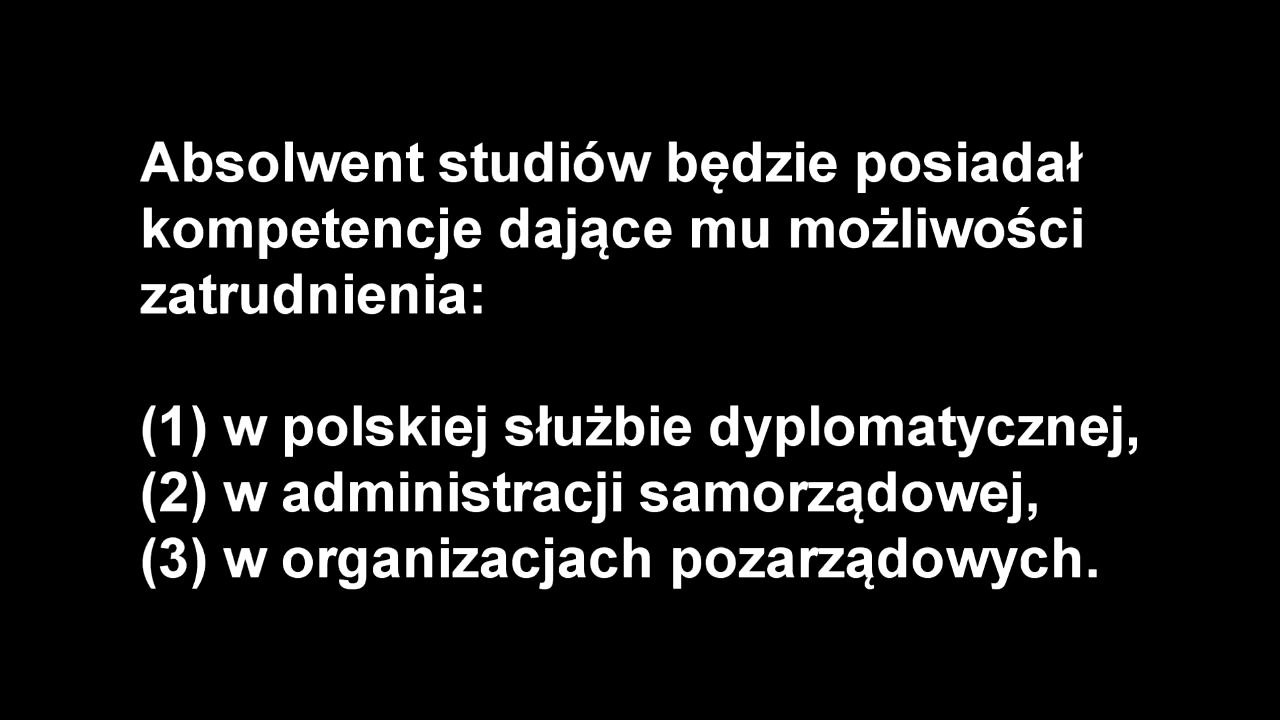 Absolwent studiów będzie posiadał
kompetencje dające mu możliwości
zatrudnienia:
(1) w polskiej służbie dyplomatycznej,
(2) w administracji samorządowej,
(3) w organizacjach pozarządowych.